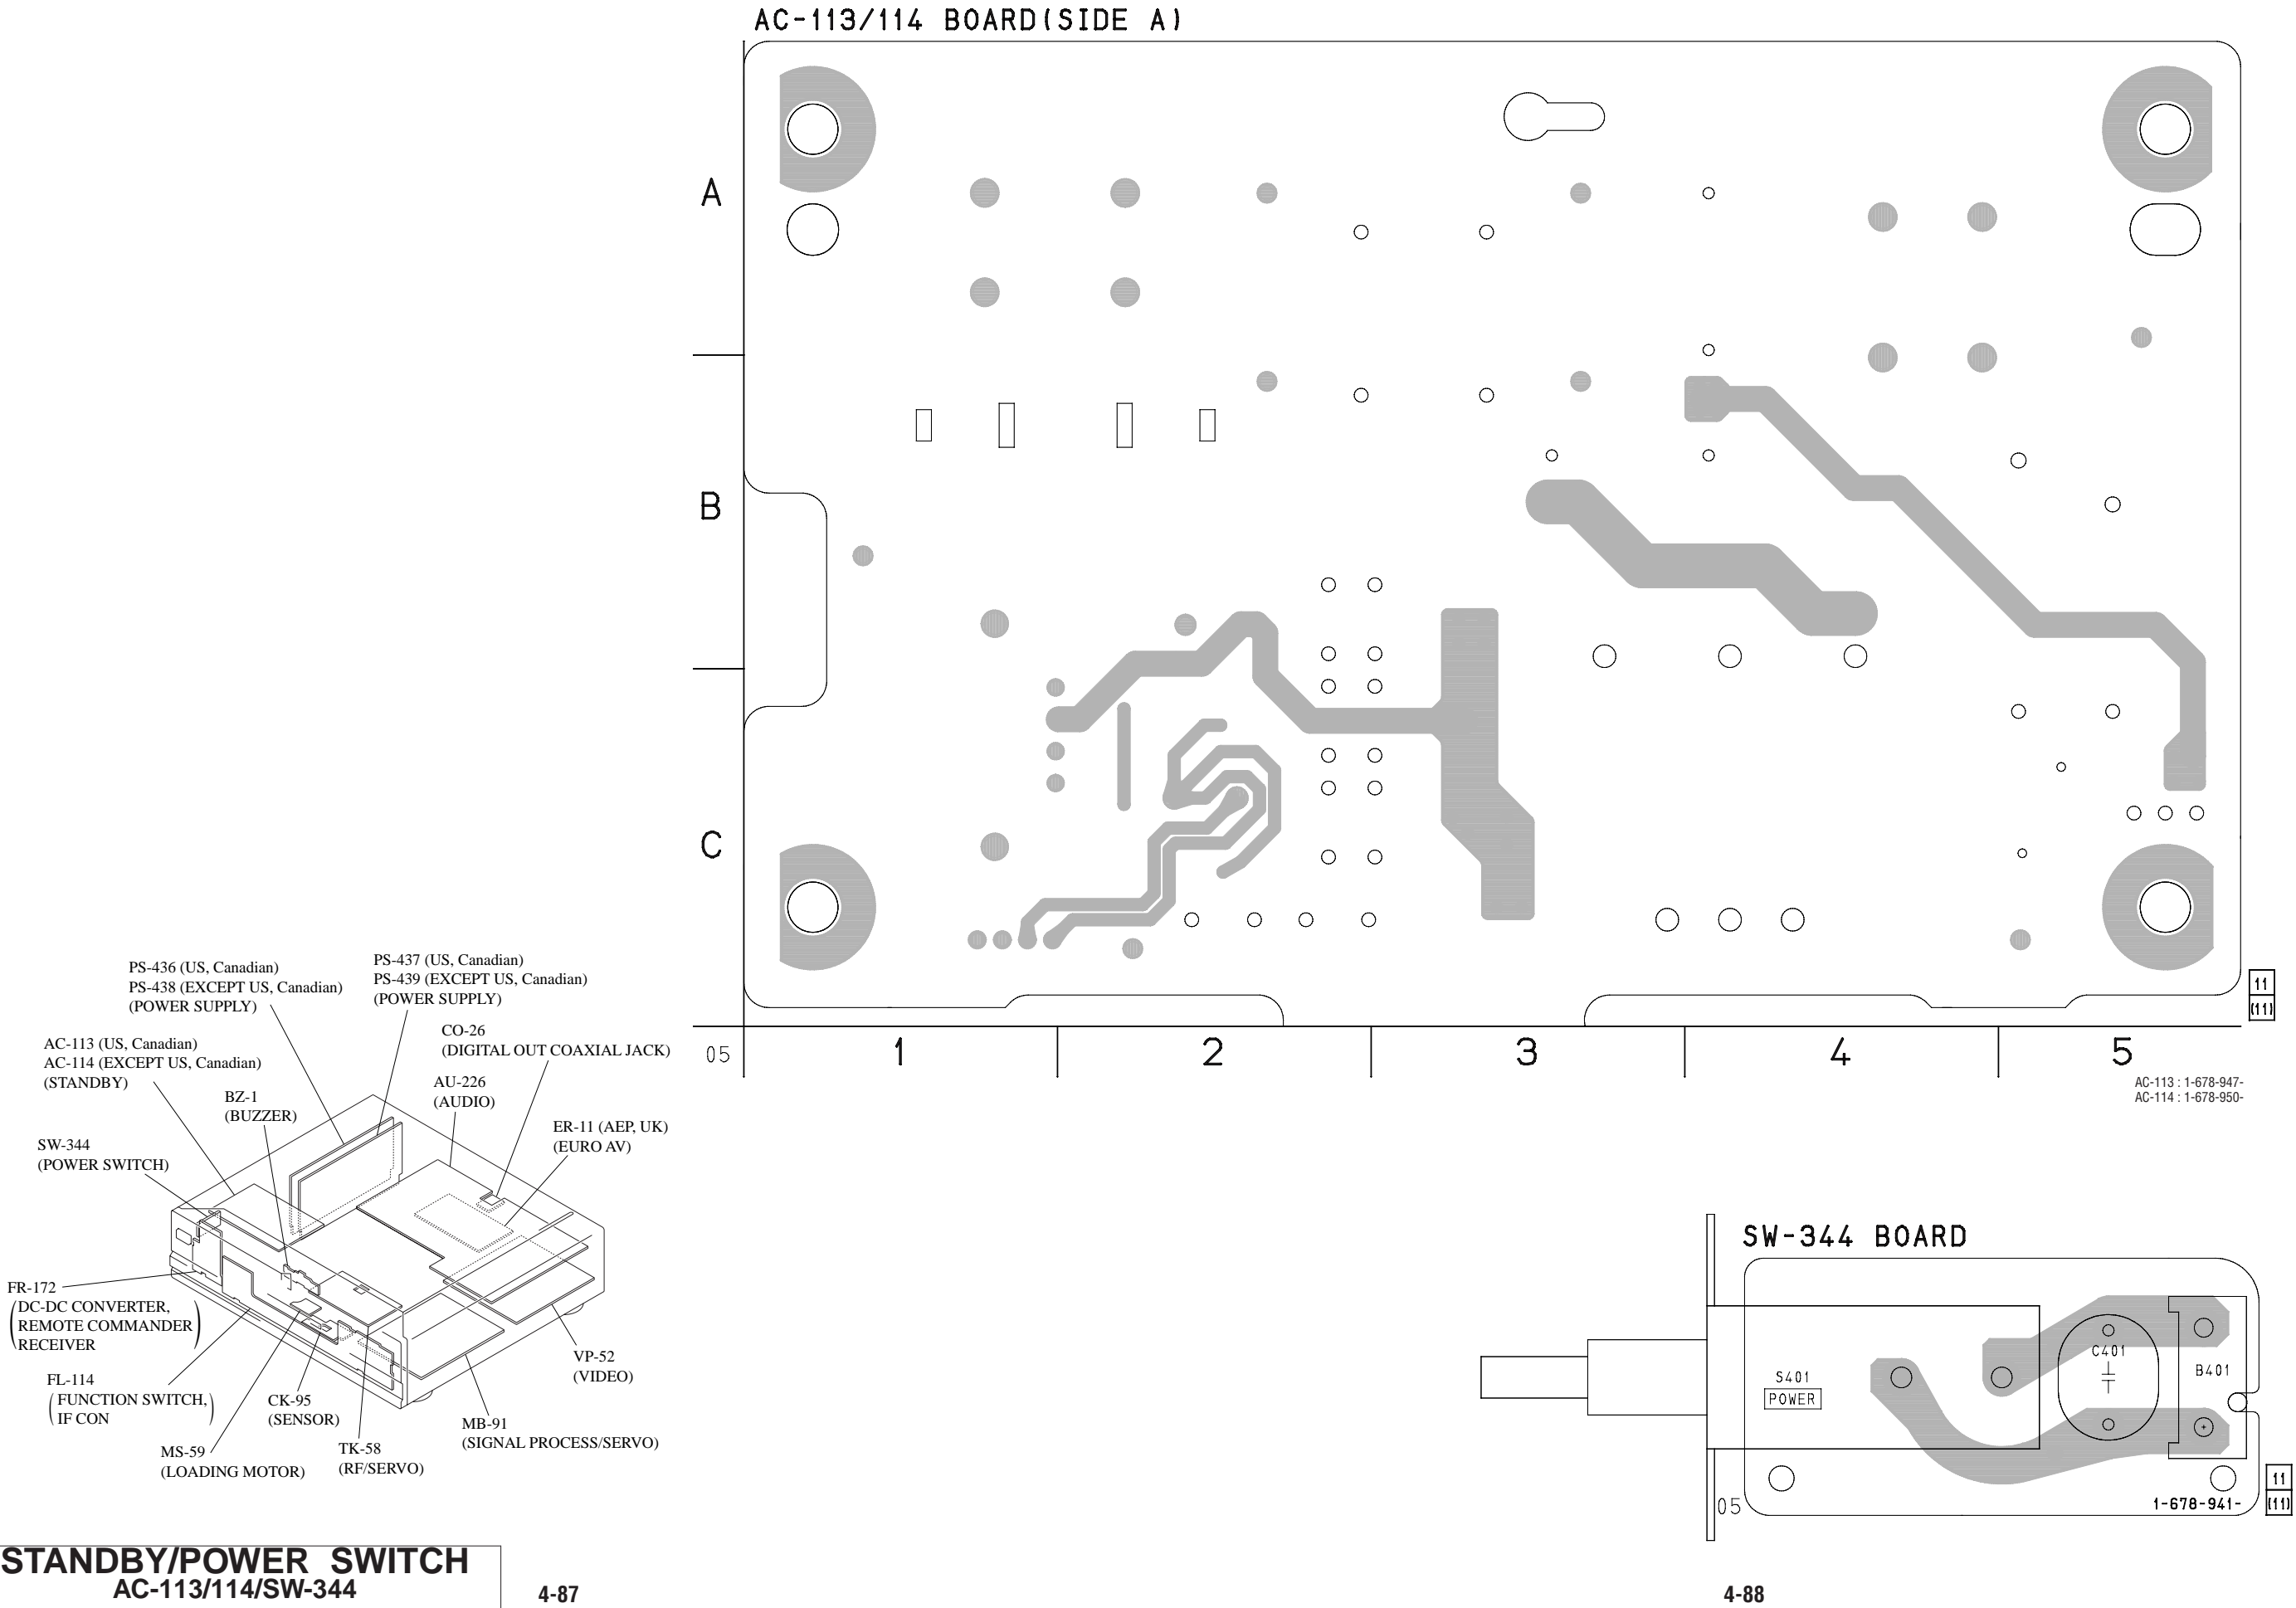 AC-113/114 BOARD(SIDE A)
A
B
C
05
1
2
3
4
5
11
(11)
AC-113 : 1-678-947-
AC-114 : 1-678-950-
PS-436 (US, Canadian)
PS-438 (EXCEPT US, Canadian)
(POWER SUPPLY)
PS-437 (US, Canadian)
PS-439 (EXCEPT US, Canadian)
(POWER SUPPLY)
CO-26
(DIGITAL OUT COAXIAL JACK)
AC-113 (US, Canadian)
AC-114 (EXCEPT US, Canadian)
(STANDBY)
AU-226
(AUDIO)
BZ-1
(BUZZER)
ER-11 (AEP, UK)
(EURO AV)
SW-344
(POWER SWITCH)
FR-172
(DC-DC CONVERTER,
REMOTE COMMANDER
RECEIVER)
FL-114
(FUNCTION SWITCH,
IF CON)
CK-95
(SENSOR)
MS-59
(LOADING MOTOR)
TK-58
(RF/SERVO)
MB-91
(SIGNAL PROCESS/SERVO)
VP-52
(VIDEO)
SW-344 BOARD
S401
POWER
C401
B401
05
1-678-941-
11
(11)
STANDBY/POWER SWITCH
AC-113/114/SW-344
4-87
4-88